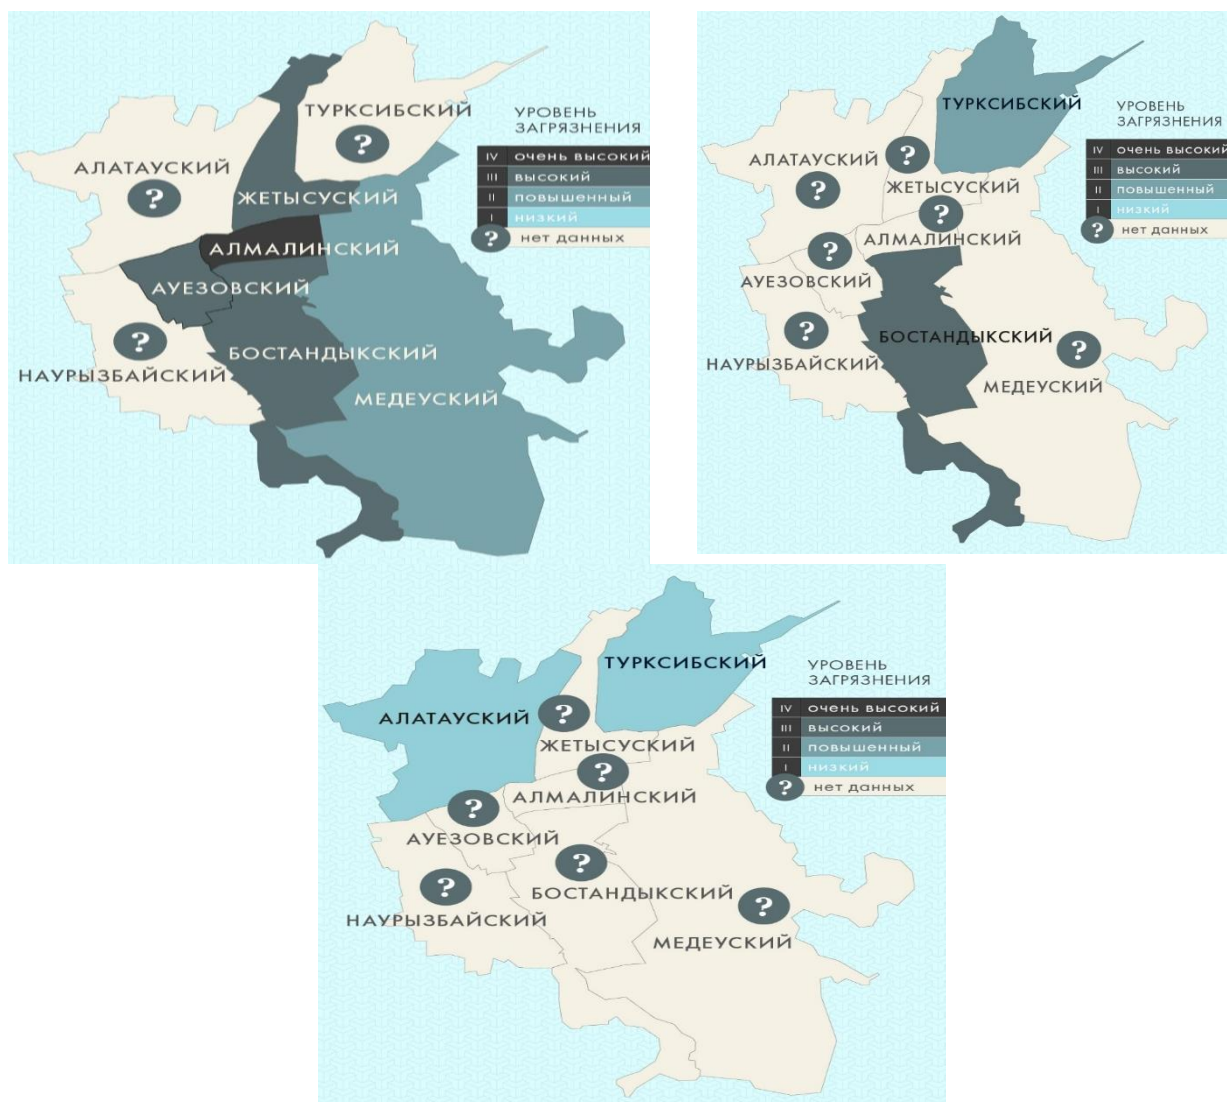 ТУРКСИБСКИЙ
?
УРОВЕНЬ
ЗАГРЯЗНЕНИЯ
IV очень высокий
III высокий
II повышенный
I низкий
? нет данных
АЛАТАУСКИЙ
?
ЖЕТЫСУСКИЙ
АЛМАЛИНСКИЙ
АУЕЗОВСКИЙ
?
БОСТАНДЫКСКИЙ
НАУРЫЗБАЙСКИЙ
МЕДЕУСКИЙ
ТУРКСИБСКИЙ
УРОВЕНЬ
ЗАГРЯЗНЕНИЯ
IV очень высокий
III высокий
II повышенный
I низкий
? нет данных
АЛАТАУСКИЙ
?
?
ЖЕТЫСУСКИЙ
?
АЛМАЛИНСКИЙ
?
АУЕЗОВСКИЙ
?
БОСТАНДЫКСКИЙ
?
НАУРЫЗБАЙСКИЙ
МЕДЕУСКИЙ
ТУРКСИБСКИЙ
УРОВЕНЬ
ЗАГРЯЗНЕНИЯ
IV очень высокий
III высокий
II повышенный
I низкий
? нет данных
АЛАТАУСКИЙ
?
ЖЕТЫСУСКИЙ
?
АЛМАЛИНСКИЙ
?
АУЕЗОВСКИЙ
?
?
БОСТАНДЫКСКИЙ
?
НАУРЫЗБАЙСКИЙ
МЕДЕУСКИЙ